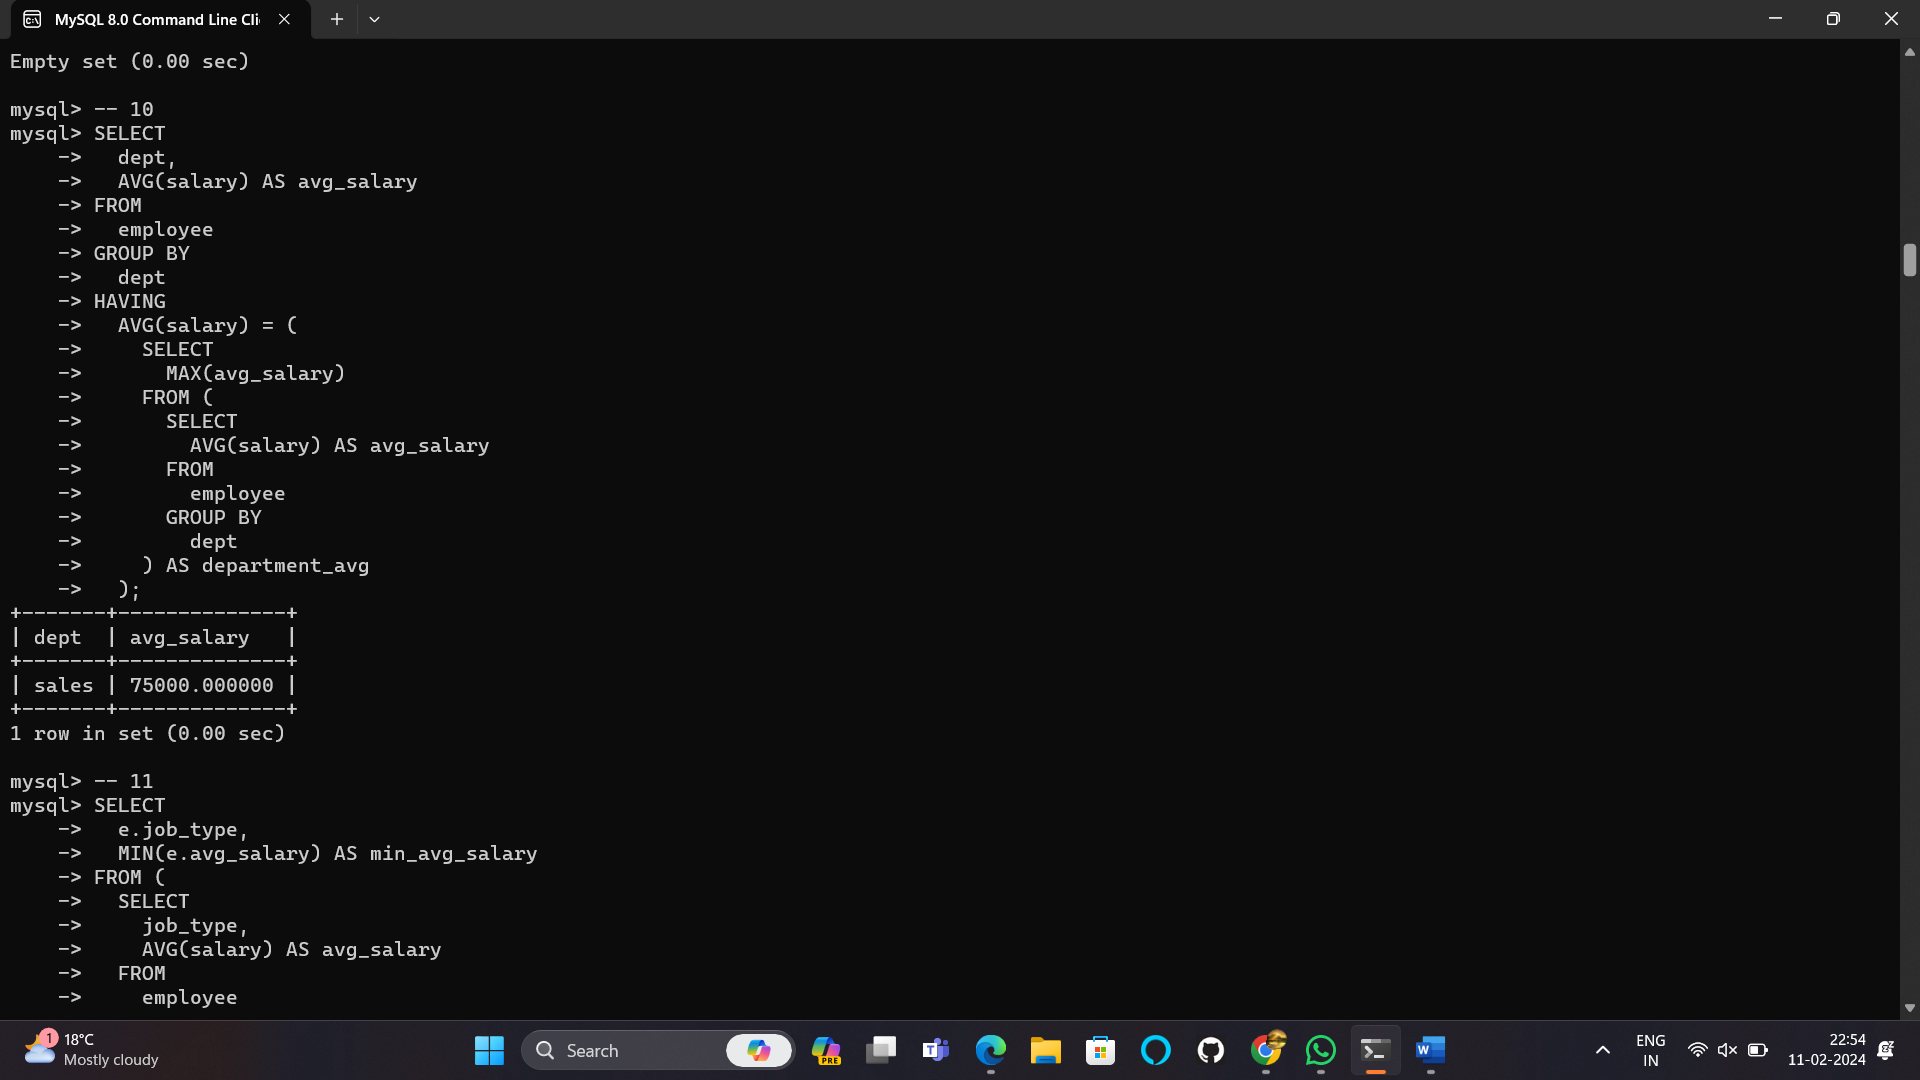 MySQL 8.0 Command Line Cli
Empty set (0.00 sec)
mysql> -- 10
mysql> SELECT
    ->   dept,
    ->   AVG(salary) AS avg_salary
    -> FROM
    ->   employee
    -> GROUP BY
    ->   dept
    -> HAVING
    ->   AVG(salary) = (
    ->     SELECT
    ->       MAX(avg_salary)
    ->     FROM (
    ->       SELECT
    ->         AVG(salary) AS avg_salary
    ->       FROM
    ->         employee
    ->       GROUP BY
    ->         dept
    ->     ) AS department_avg
    ->   );
+-------+--------------+
| dept  | avg_salary   |
+-------+--------------+
| sales | 75000.000000 |
+-------+--------------+
1 row in set (0.00 sec)
mysql> -- 11
mysql> SELECT
    ->   e.job_type,
    ->   MIN(e.avg_salary) AS min_avg_salary
    -> FROM (
    ->   SELECT
    ->     job_type,
    ->     AVG(salary) AS avg_salary
    ->   FROM
    ->     employee
1
18°C
Mostly cloudy
Search
PRE
ENG
IN
22:54
11-02-2024